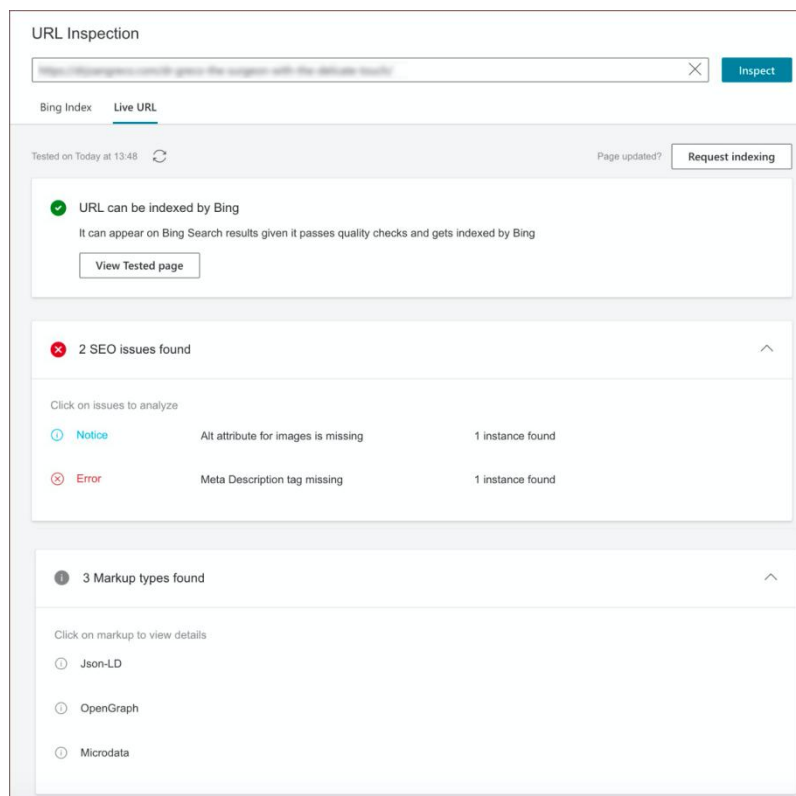 URL Inspection
Inspect
Bing Index Live URL
Tested on Today at 13:48 Page updated? Request indexing
URL can be indexed by Bing
It can appear on Bing Search results given it passes quality checks and gets indexed by Bing
View Tested page
2 SEO issues found
Click on issues to analyze
Notice Alt attribute for images is missing 1 instance found
Error Meta Description tag missing 1 instance found
3 Markup types found
Click on markup to view details
Json-LD
OpenGraph
Microdata